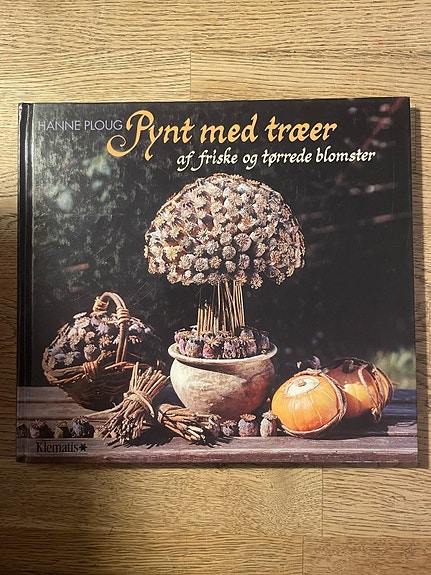 HANNE PLOUG
Pynt med træer
af friske og tørrede blomster
Klematis